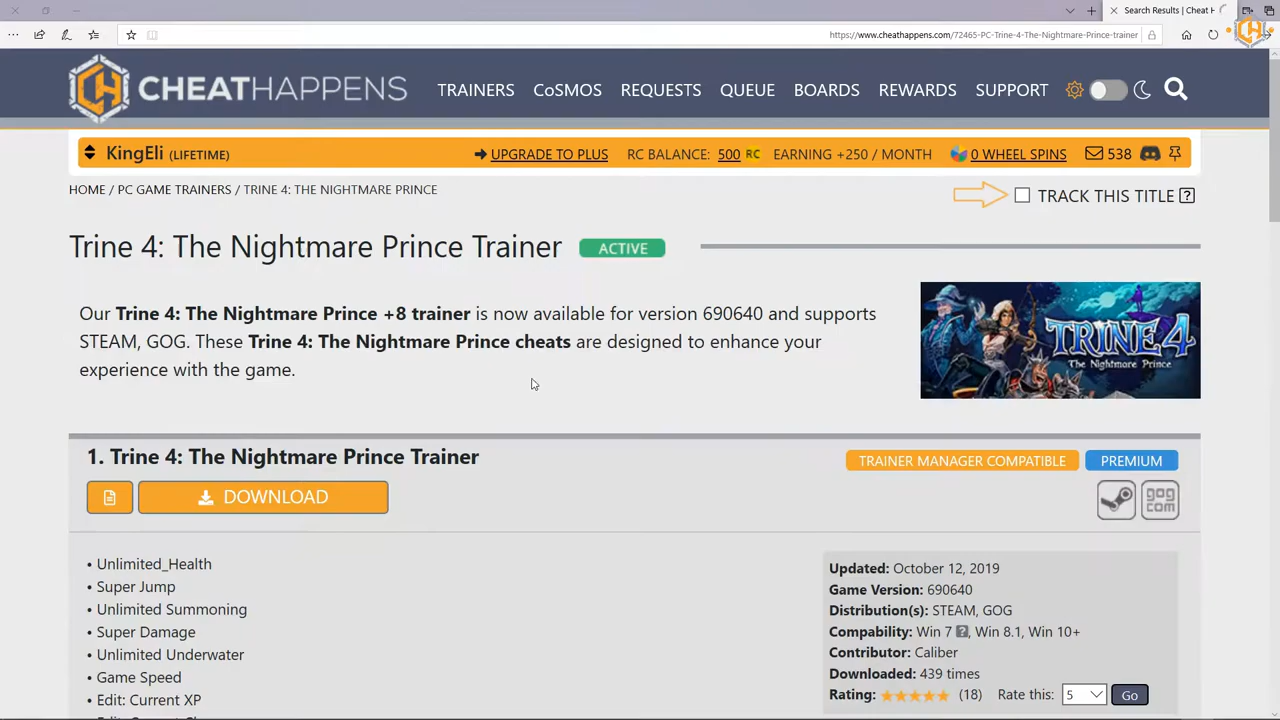 Search Results | Cheat H
https://www.cheathappens.com/72465-PC-Trine-4-The-Nightmare-Prince-trainer
CHEATHAPPENS
TRAINERS CoSMOS REQUESTS QUEUE BOARDS REWARDS SUPPORT
KingEli (LIFETIME) UPGRADE TO PLUS RC BALANCE: 500 RC EARNING +250 / MONTH 0 WHEEL SPINS 538
HOME / PC GAME TRAINERS / TRINE 4: THE NIGHTMARE PRINCE
TRACK THIS TITLE ?
Trine 4: The Nightmare Prince Trainer ACTIVE
Our Trine 4: The Nightmare Prince +8 trainer is now available for version 690640 and supports
STEAM, GOG. These Trine 4: The Nightmare Prince cheats are designed to enhance your
experience with the game.
TRINE 4
The Nightmare Prince
1. Trine 4: The Nightmare Prince Trainer
TRAINER MANAGER COMPATIBLE PREMIUM
DOWNLOAD
gog
com
• Unlimited_Health
• Super Jump
• Unlimited Summoning
• Super Damage
• Unlimited Underwater
• Game Speed
• Edit: Current XP
Updated: October 12, 2019
Game Version: 690640
Distribution(s): STEAM, GOG
Compability: Win 7 ?, Win 8.1, Win 10+
Contributor: Caliber
Downloaded: 439 times
Rating: ★★★★★ (18) Rate this: 5 Go